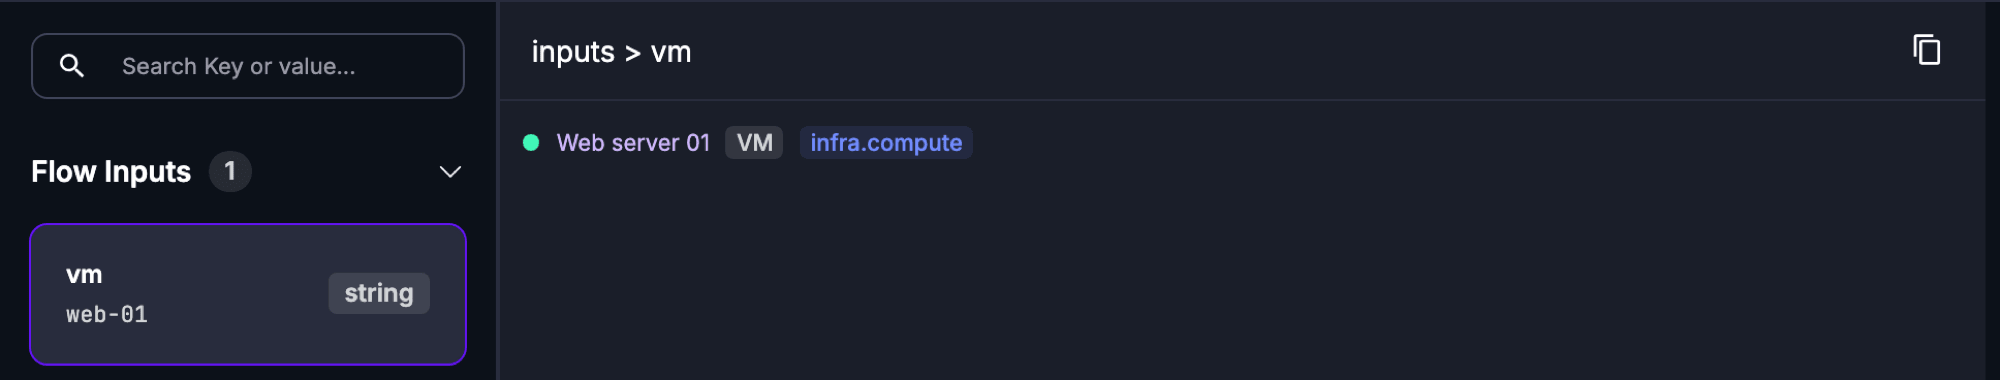 Search Key or value...
Flow Inputs 1
vm
web-01
string
inputs > vm
Web server 01 VM infra.compute